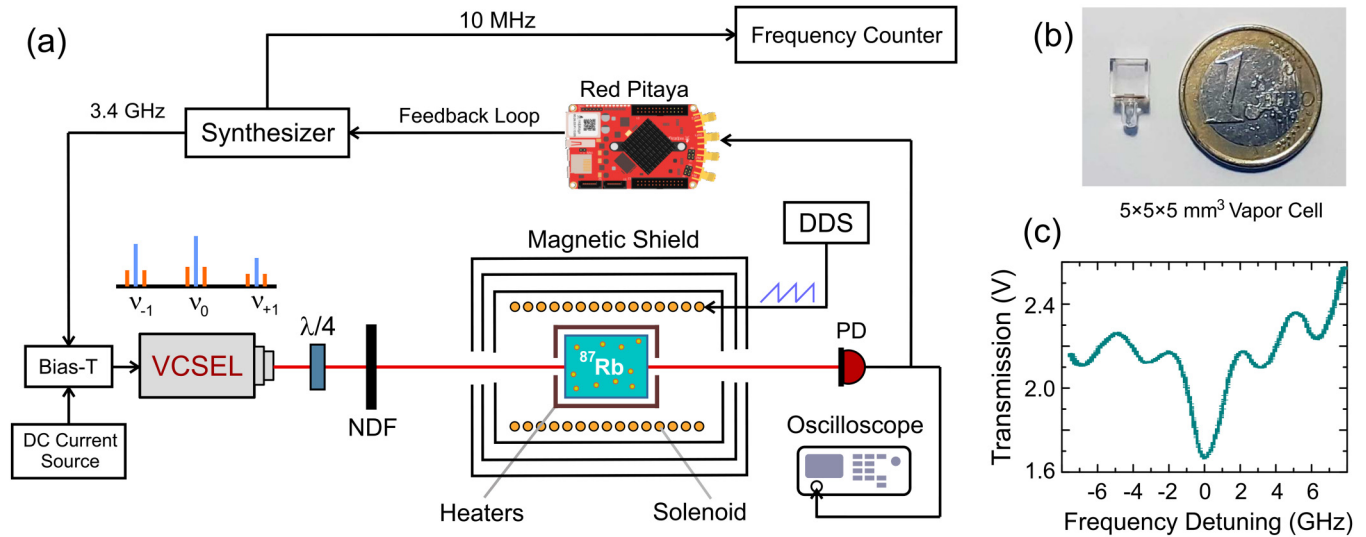 (a)
10 MHz
Frequency Counter
3.4 GHz
Synthesizer
Feedback Loop
Red Pitaya
DDS
Magnetic Shield
ν-1
ν0
ν+1
λ/4
PD
Bias-T
VCSEL
87Rb
NDF
DC Current
Source
Oscilloscope
Heaters
Solenoid
(b)
1
5×5×5 mm³ Vapor Cell
(c)
Transmission (V)
2.4
2.0
1.6
-6
-4
-2
0
2
4
6
Frequency Detuning (GHz)